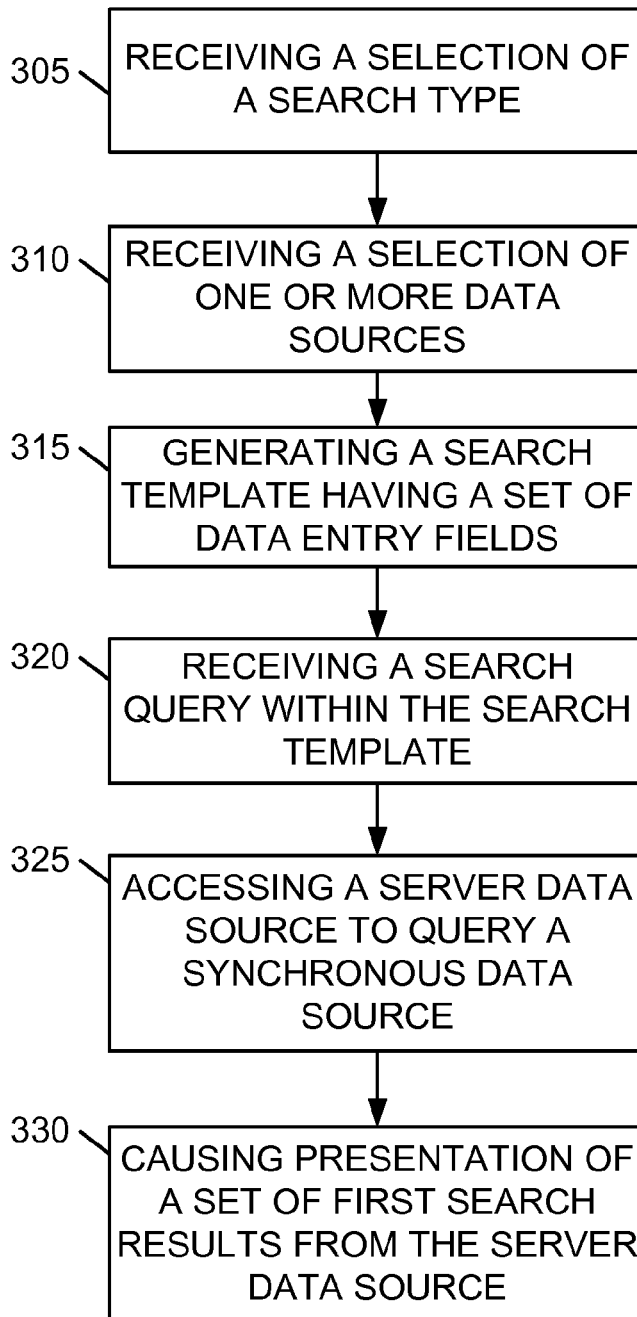 305
RECEIVING A SELECTION OF
A SEARCH TYPE
310
RECEIVING A SELECTION OF
ONE OR MORE DATA
SOURCES
315
GENERATING A SEARCH
TEMPLATE HAVING A SET OF
DATA ENTRY FIELDS
320
RECEIVING A SEARCH
QUERY WITHIN THE SEARCH
TEMPLATE
325
ACCESSING A SERVER DATA
SOURCE TO QUERY A
SYNCHRONOUS DATA
SOURCE
330
CAUSING PRESENTATION OF
A SET OF FIRST SEARCH
RESULTS FROM THE SERVER
DATA SOURCE